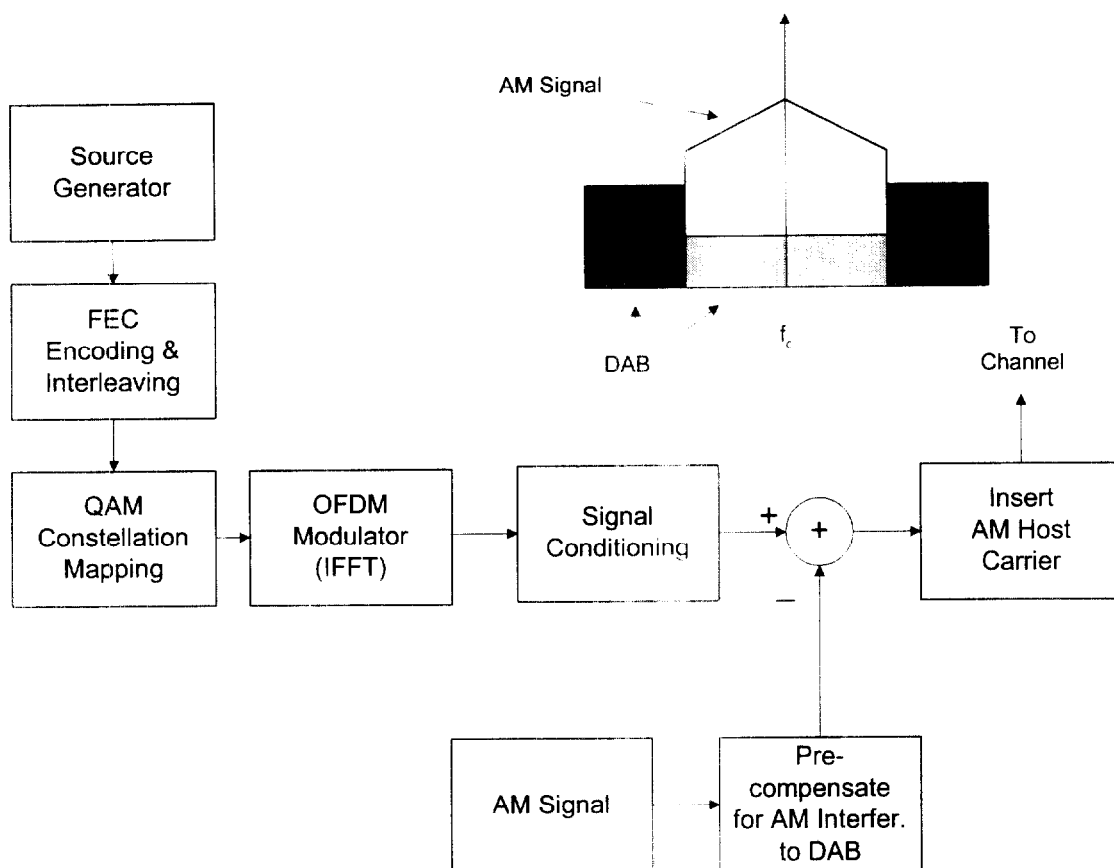 AM Signal
Source
Generator
FEC
Encoding &
Interleaving
DAB
f_c
To
Channel
QAM
Constellation
Mapping
OFDM
Modulator
(IFFT)
Signal
Conditioning
+
+
−
Insert
AM Host
Carrier
AM Signal
Pre-
compensate
for AM Interfer.
to DAB